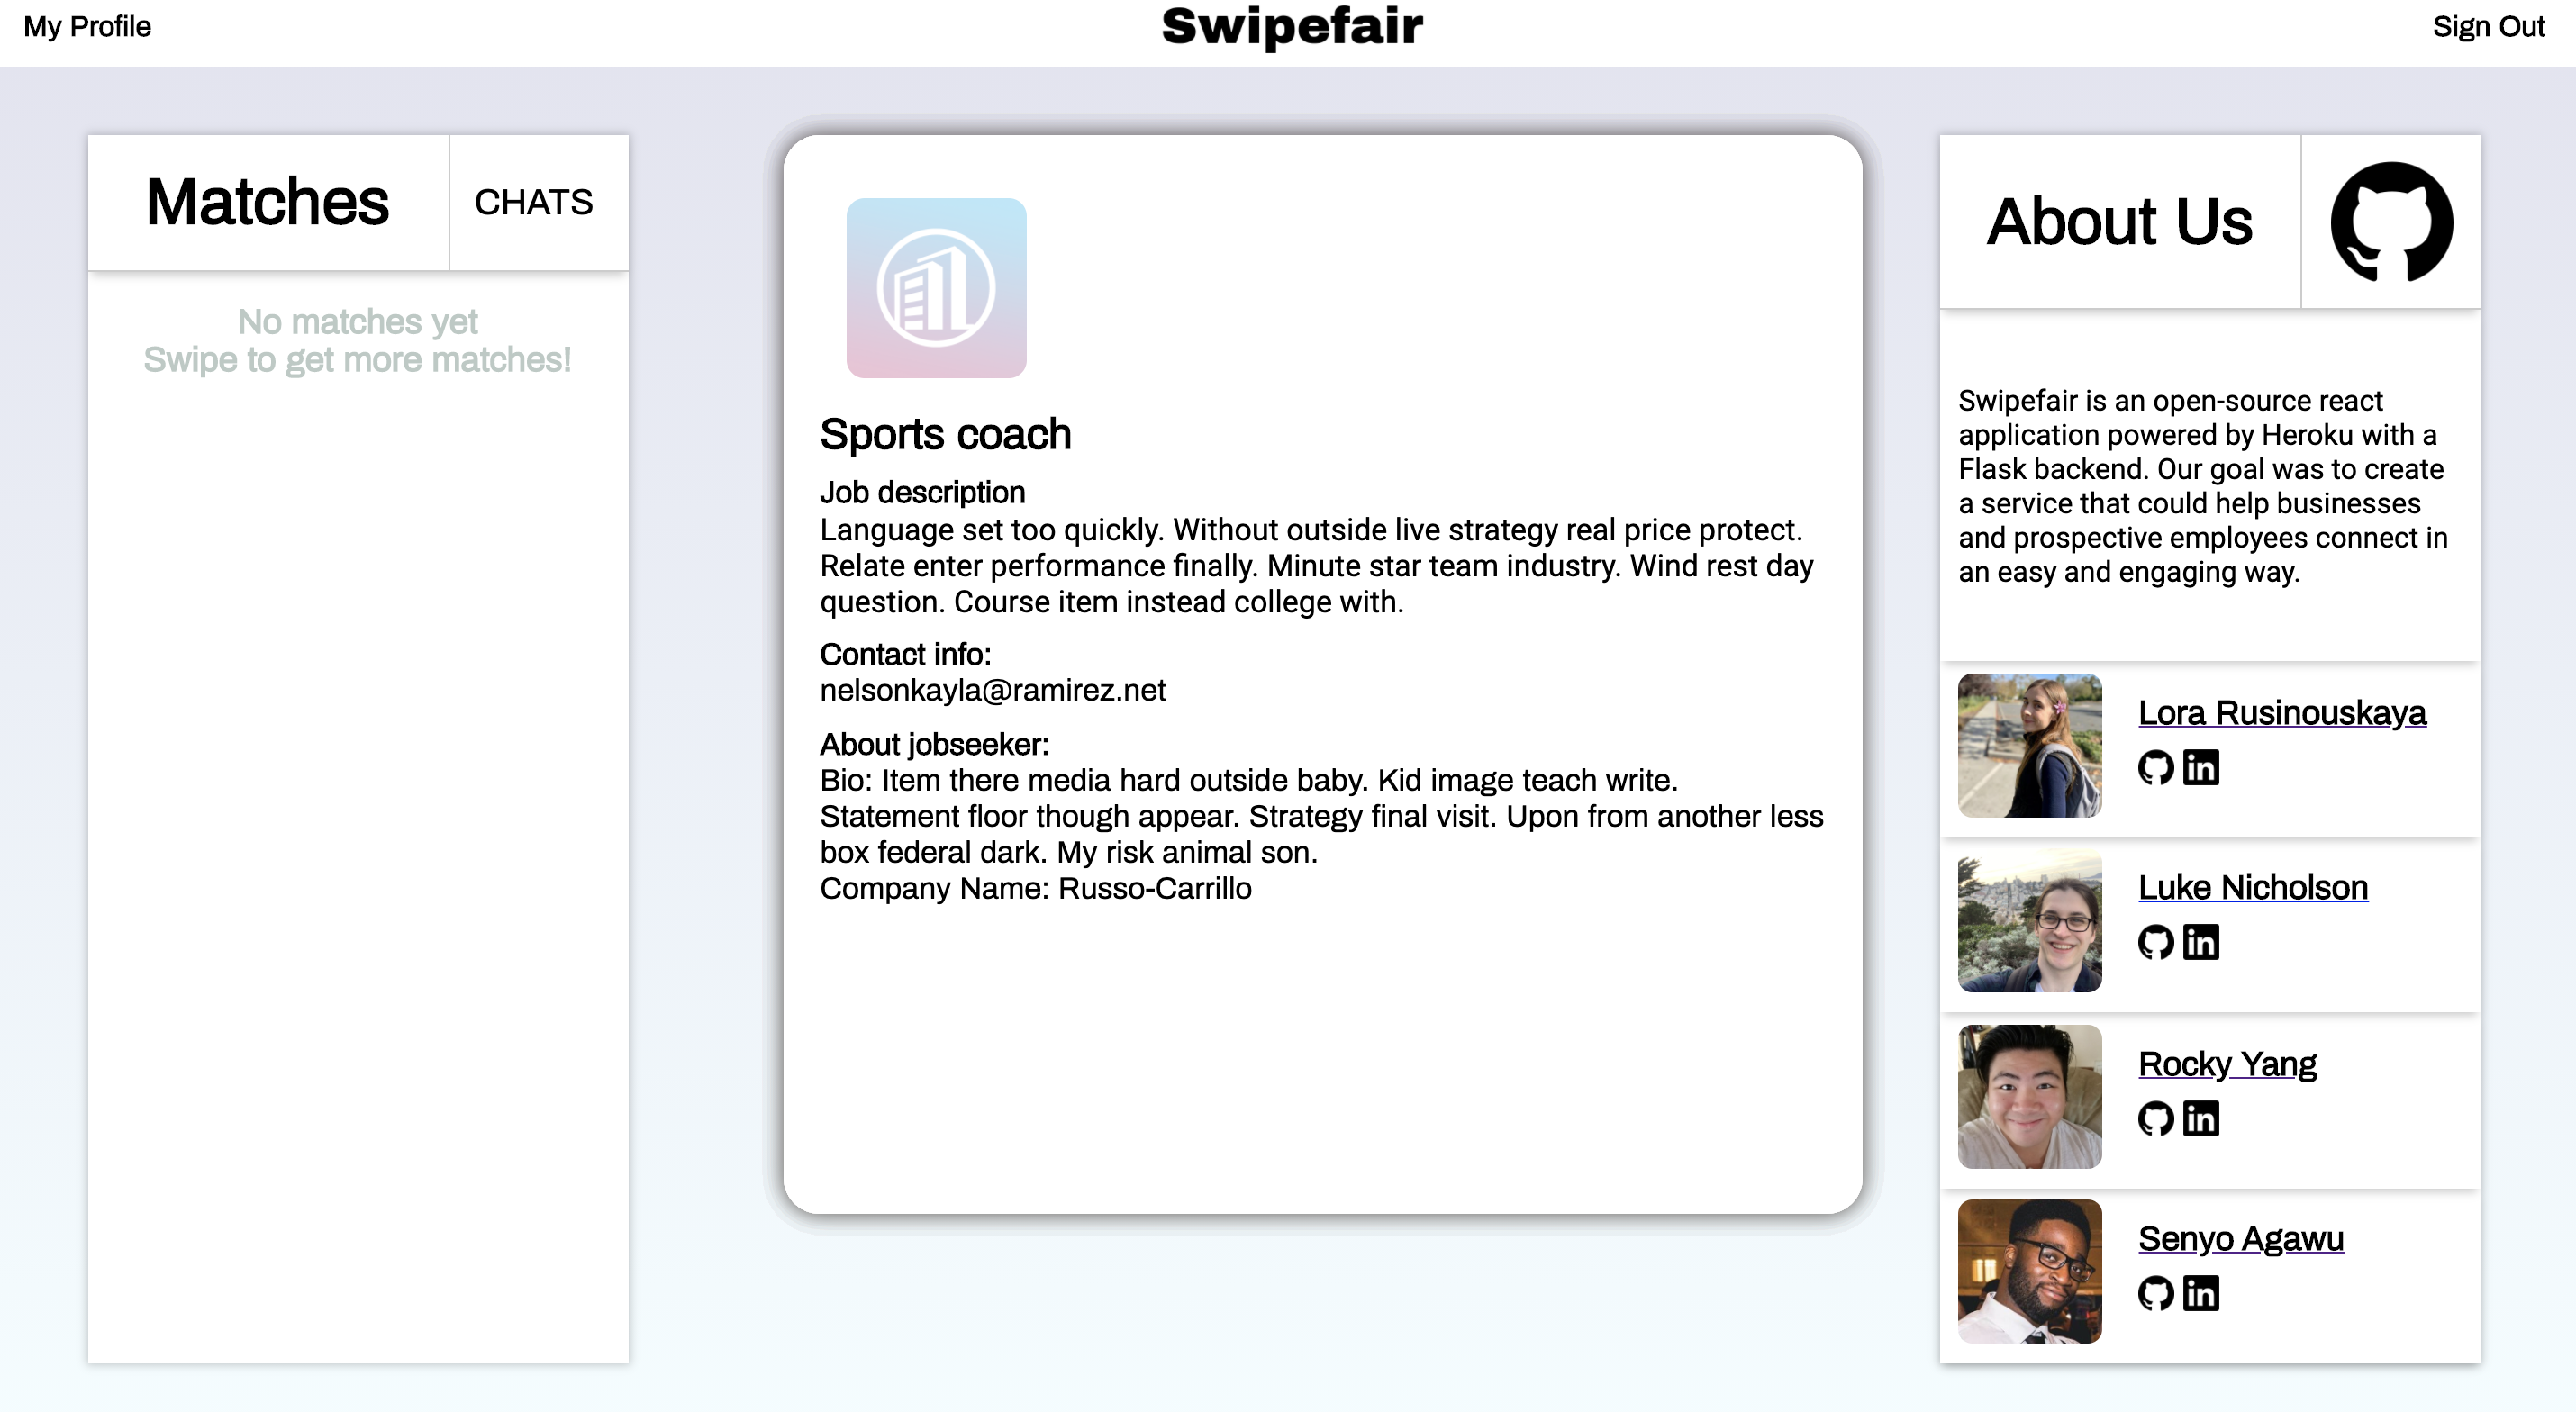 My Profile
Swipefair
Sign Out
Matches
CHATS
No matches yet
Swipe to get more matches!
Sports coach
Job description
Language set too quickly. Without outside live strategy real price protect.
Relate enter performance finally. Minute star team industry. Wind rest day
question. Course item instead college with.
Contact info:
nelsonkayla@ramirez.net
About jobseeker:
Bio: Item there media hard outside baby. Kid image teach write.
Statement floor though appear. Strategy final visit. Upon from another less
box federal dark. My risk animal son.
Company Name: Russo-Carrillo
About Us
Swipefair is an open-source react
application powered by Heroku with a
Flask backend. Our goal was to create
a service that could help businesses
and prospective employees connect in
an easy and engaging way.
Lora Rusinouskaya
in
Luke Nicholson
in
Rocky Yang
in
Senyo Agawu
in